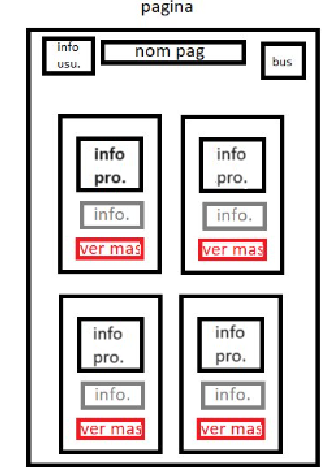 pagina
info
usu.
nom pag
bus
info
pro.
info.
ver mas
info
pro.
info.
ver mas
info
pro.
info.
ver mas
info
pro.
info.
ver mas